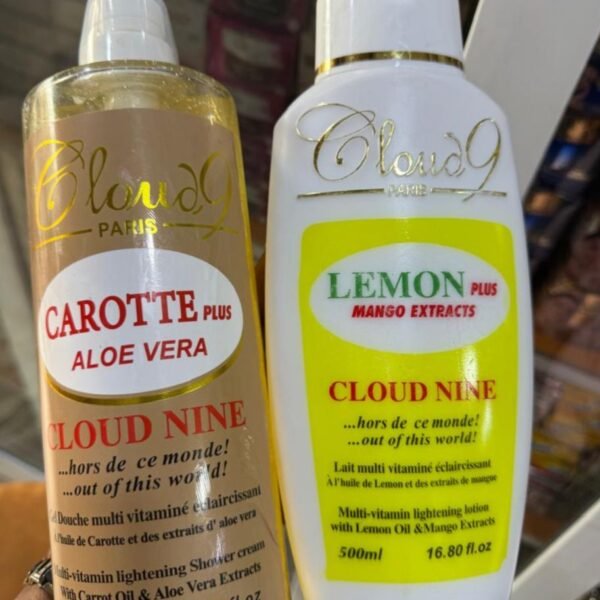 Cloud9
PARIS
CAROTTE PLUS
ALOE VERA
CLOUD NINE
...hors de ce monde!
...out of this world!
Gel Douche multi vitaminé éclaircissant
A l'huile de Carotte et des extraits d' aloe vera
Multi-vitamin lightening Shower cream
With Carrot Oil & Aloe Vera Extracts
fl oz
Cloud9
PARIS
LEMON PLUS
MANGO EXTRACTS
CLOUD NINE
...hors de ce monde!
...out of this world!
Lait multi vitaminé éclaircissant
À l'huile de Lemon et des extraits de mangue
Multi-vitamin lightening lotion
with Lemon Oil &Mango Extracts
500ml 16.80 fl.oz